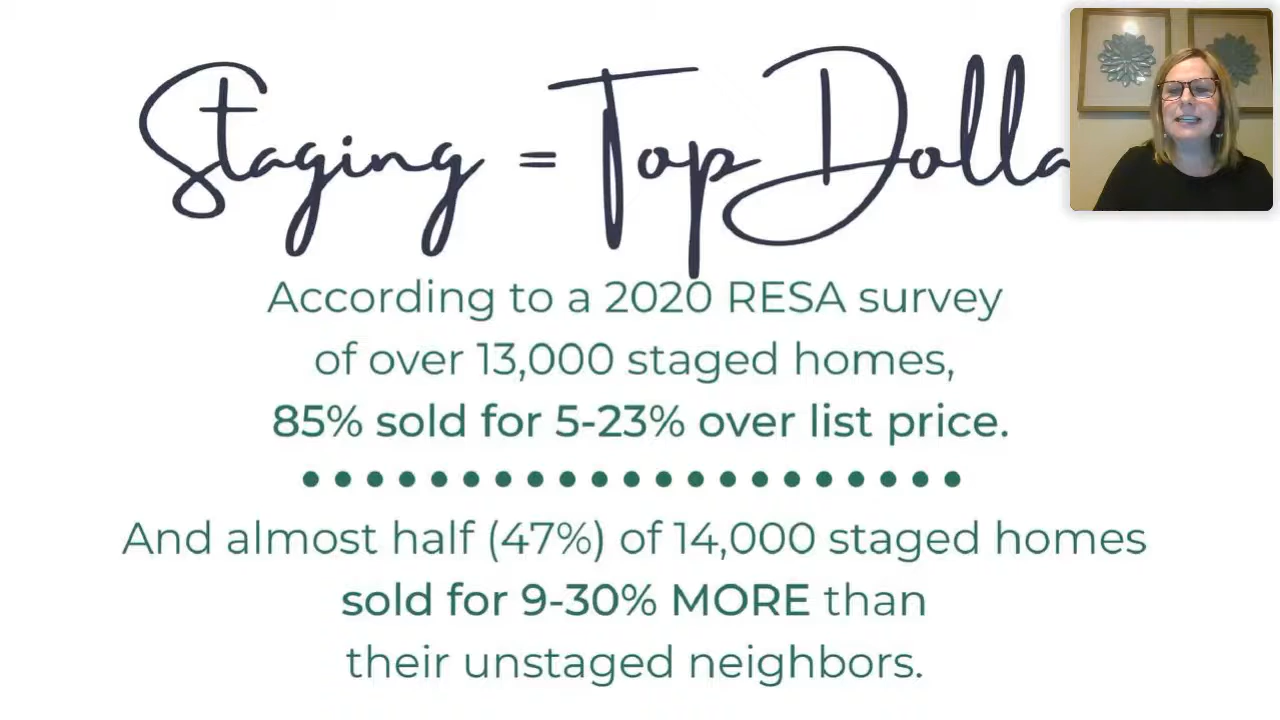 Staging = Top Dolla
According to a 2020 RESA survey
of over 13,000 staged homes,
85% sold for 5-23% over list price.
And almost half (47%) of 14,000 staged homes
sold for 9-30% MORE than
their unstaged neighbors.